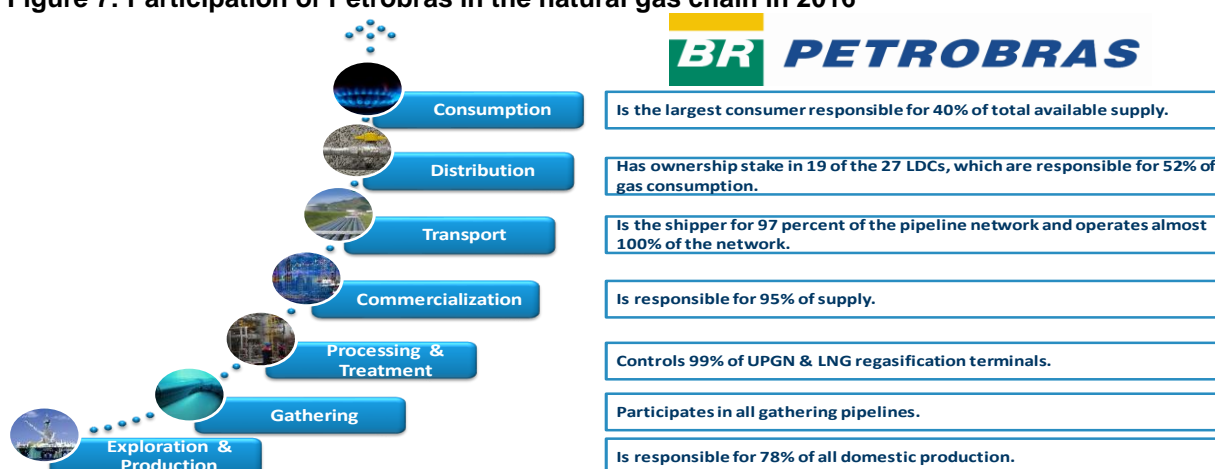 Figure 7: Participation of Petrobras in the natural gas chain in 2016
BR PETROBRAS
Consumption
Is the largest consumer responsible for 40% of total available supply.
Distribution
Has ownership stake in 19 of the 27 LDCs, which are responsible for 52% of
gas consumption.
Transport
Is the shipper for 97 percent of the pipeline network and operates almost
100% of the network.
Commercialization
Is responsible for 95% of supply.
Processing &
Treatment
Controls 99% of UPGN & LNG regasification terminals.
Gathering
Participates in all gathering pipelines.
Exploration &
Production
Is responsible for 78% of all domestic production.